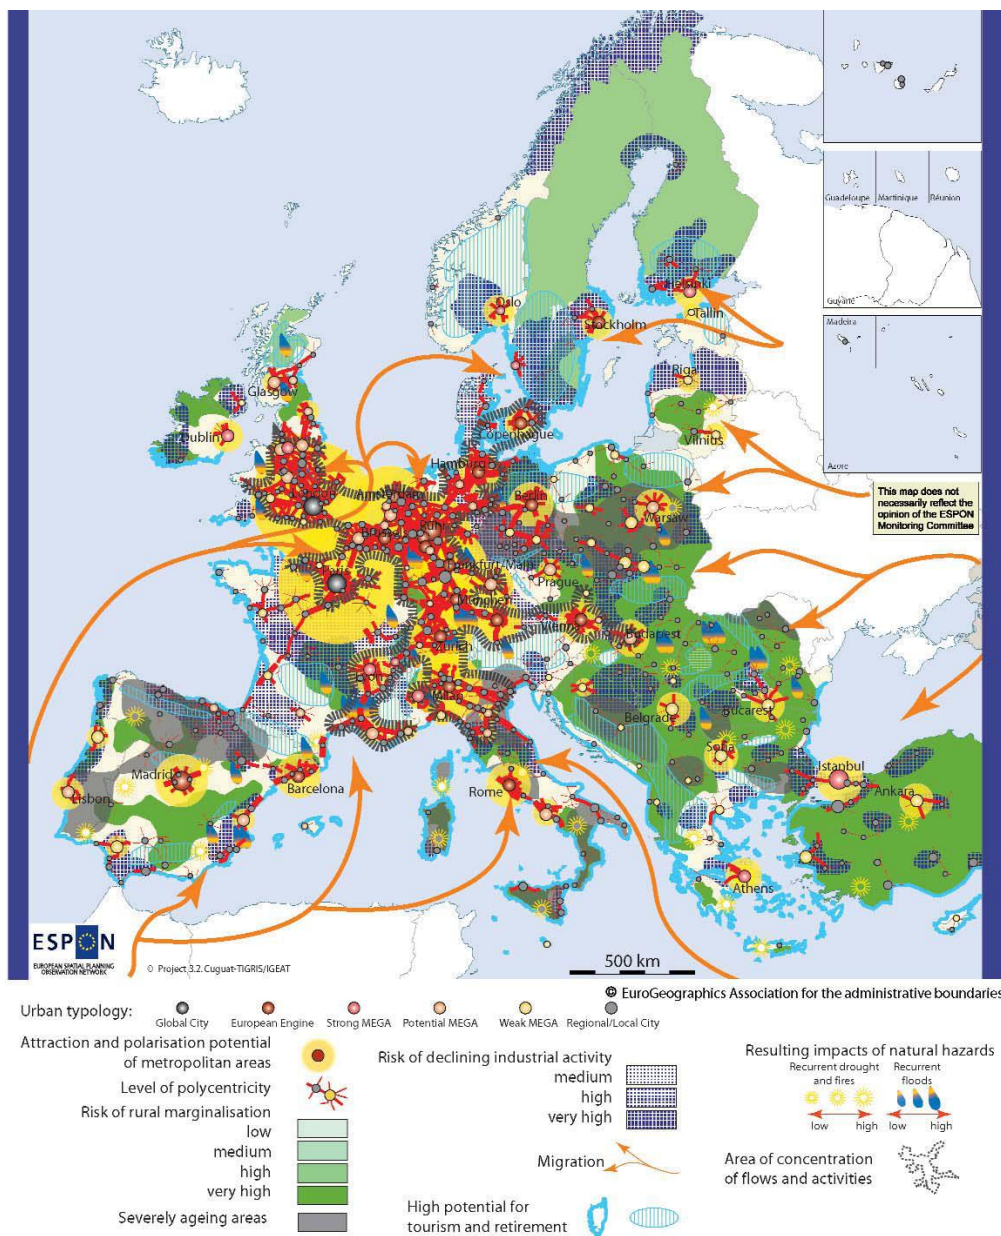 Guadeloupe
Martinique
Réunion
Guyane
Madeira
Azore
This map does not
necessarily reflect the
opinion of the ESPON
Monitoring Committee
Oslo
Helsinki
Stockholm
Tallin
Riga
Vilnius
Glasgow
Dublin
Copenhague
Hamburg
Berlin
Warsaw
London
Amsterdam
Ruhr
Paris
Frankfurt/Main
Prague
München
Zürich
Budapest
Lyon
Milan
Belgrade
Bucarest
Sofia
Madrid
Lisbon
Barcelona
Rome
Istanbul
Ankara
Athens
ESPON
EUROPEAN SPATIAL PLANNING
OBSERVATION NETWORK
© Project 3.2. Cuguat-TIGRIS/IGEAT
500 km
© EuroGeographics Association for the administrative boundaries
Urban typology:
Global City
European Engine
Strong MEGA
Potential MEGA
Weak MEGA
Regional/Local City
Attraction and polarisation potential
of metropolitan areas
Level of polycentricity
Risk of rural marginalisation
low
medium
high
very high
Severely ageing areas
Risk of declining industrial activity
medium
high
very high
Migration
High potential for
tourism and retirement
Resulting impacts of natural hazards
Recurrent drought
and fires
Recurrent
floods
low
high
low
high
Area of concentration
of flows and activities